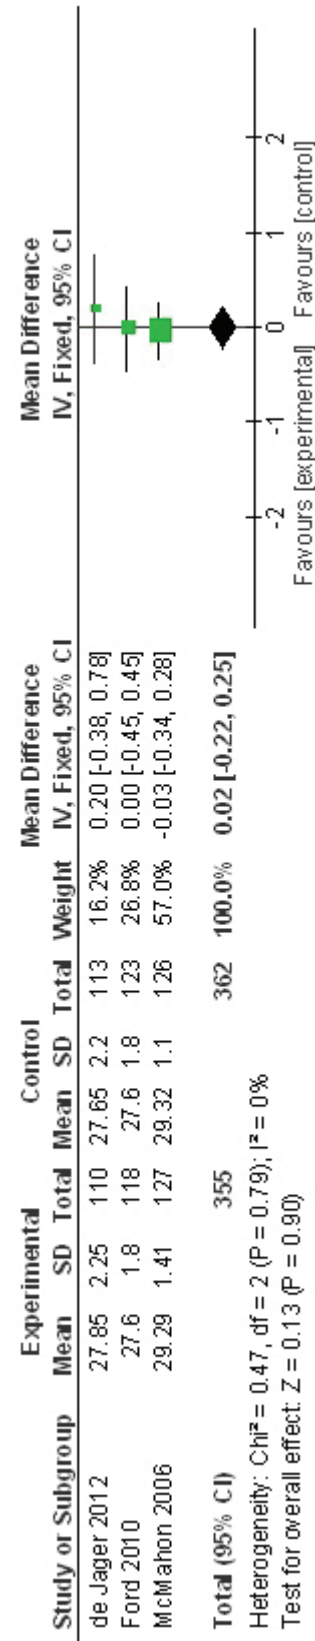 Experimental Control Mean Difference Mean Difference
Study or Subgroup Mean SD Total Mean SD Total Weight IV, Fixed, 95% CI IV, Fixed, 95% CI
de Jager 2012 27.85 2.25 110 27.65 2.2 113 16.2% 0.20 [-0.38, 0.78]
Ford 2010 27.6 1.8 118 27.6 1.8 123 26.8% 0.00 [-0.45, 0.45]
McMahon 2006 29.29 1.41 127 29.32 1.1 126 57.0% -0.03 [-0.34, 0.28]
Total (95% CI) 355 362 100.0% 0.02 [-0.22, 0.25]
Heterogeneity: Chi² = 0.47, df = 2 (P = 0.79); I² = 0%
Test for overall effect: Z = 0.13 (P = 0.90)
-2 -1 0 1 2
Favours [experimental] Favours [control]